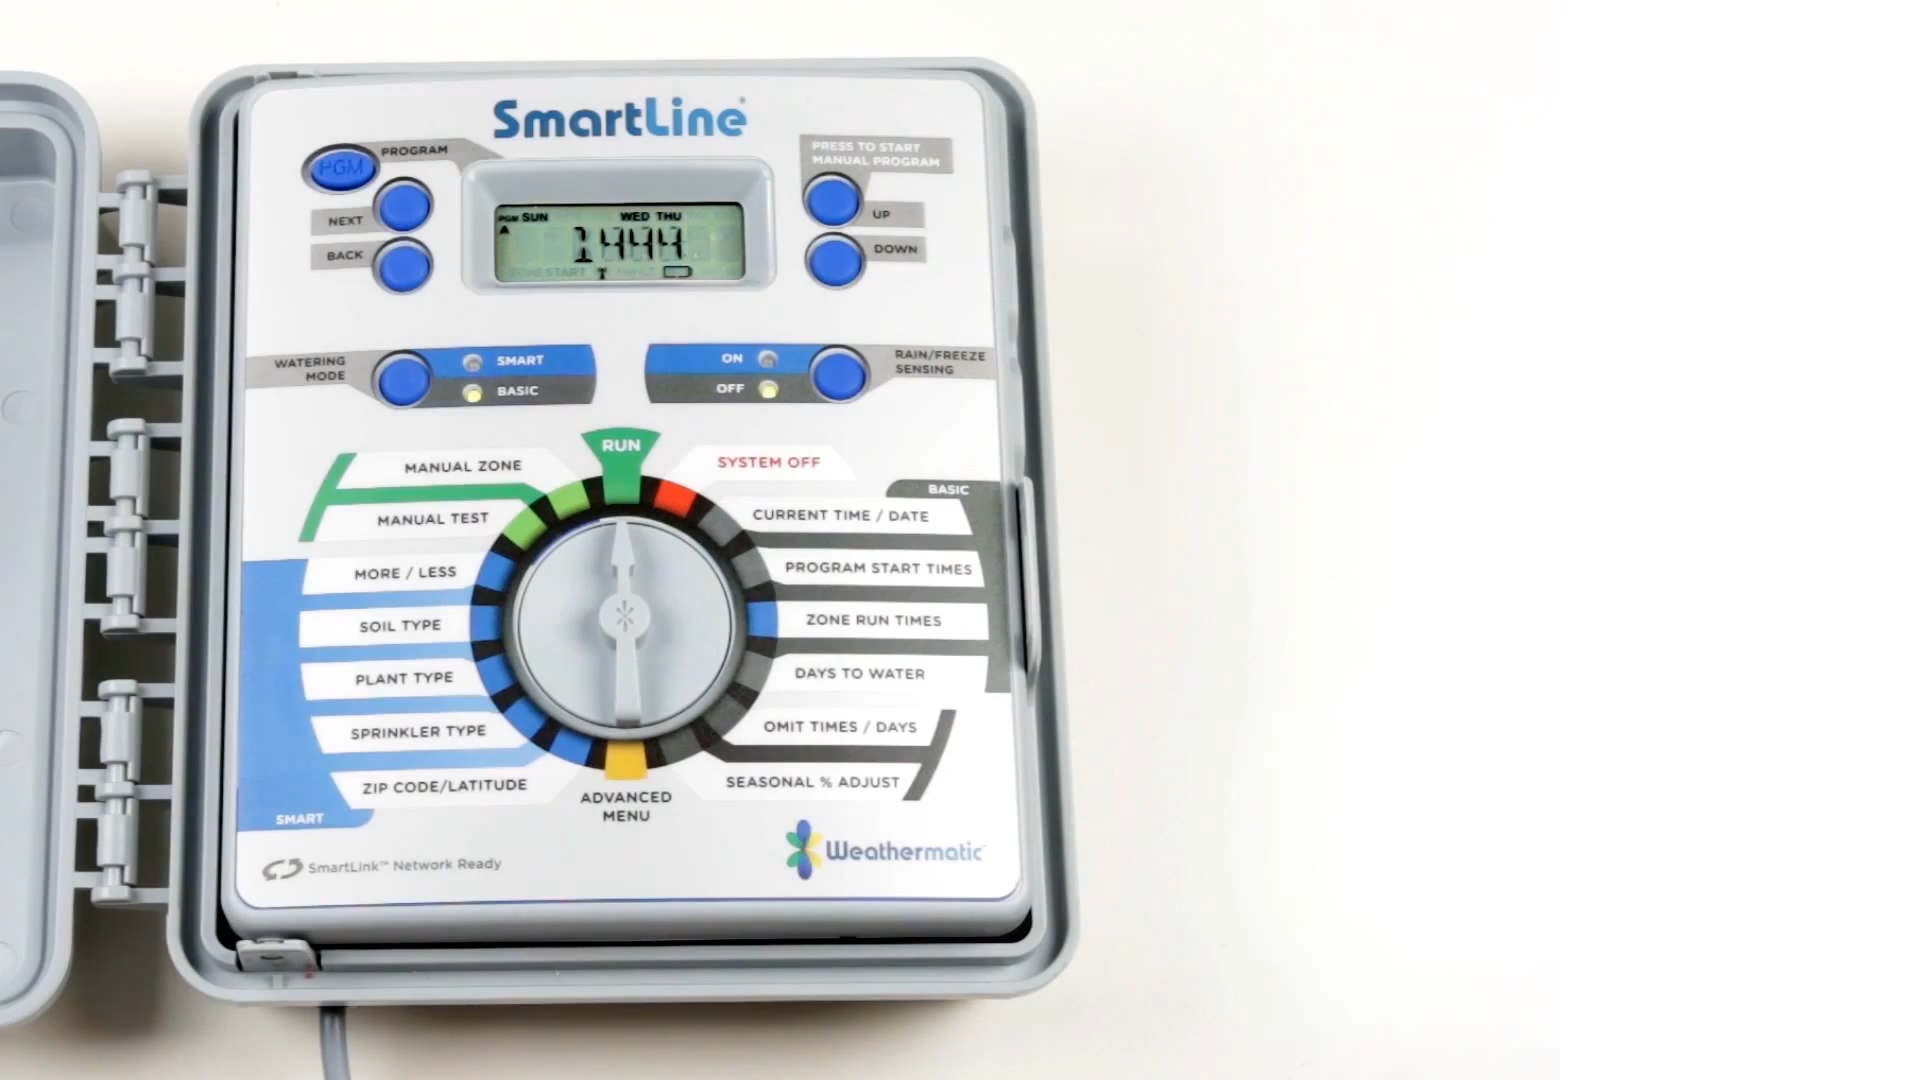 SmartLine
PGM
PROGRAM
NEXT
BACK
PGM SUN WED THU
A
START
PRESS TO START
MANUAL PROGRAM
UP
DOWN
WATERING
MODE
SMART
BASIC
ON
OFF
RAIN/FREEZE
SENSING
RUN
MANUAL ZONE
MANUAL TEST
MORE / LESS
SOIL TYPE
PLANT TYPE
SPRINKLER TYPE
ZIP CODE/LATITUDE
SMART
SYSTEM OFF
BASIC
CURRENT TIME / DATE
PROGRAM START TIMES
ZONE RUN TIMES
DAYS TO WATER
OMIT TIMES / DAYS
SEASONAL % ADJUST
ADVANCED
MENU
SmartLink™ Network Ready
Weathermatic